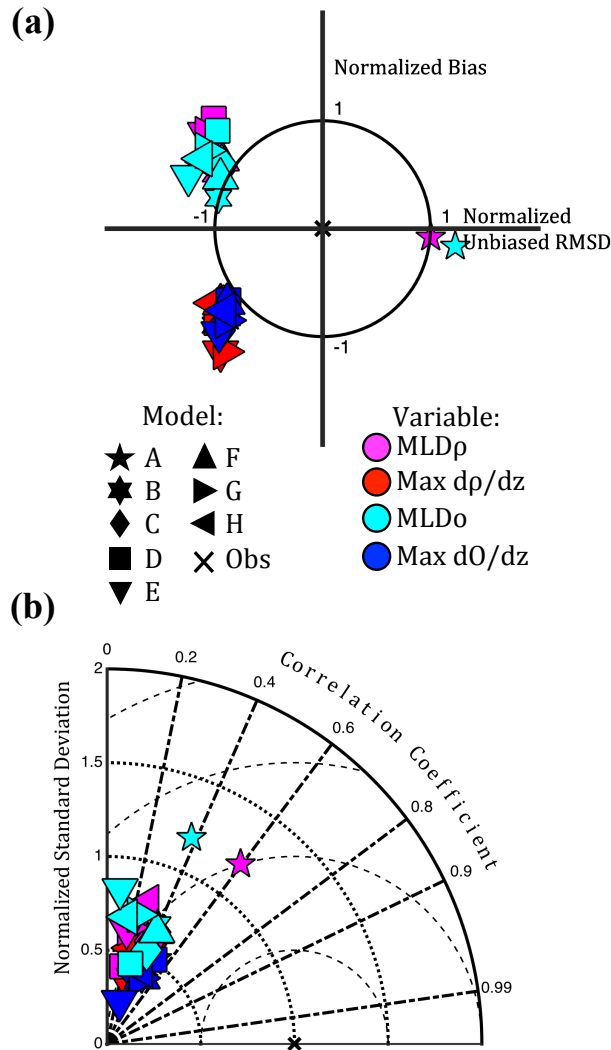 (a)
Normalized Bias
1
-1
1
Normalized
Unbiased RMSD
-1
Model:
A
B
C
D
E
F
G
H
Obs
Variable:
MLDρ
Max dρ/dz
MLDo
Max dO/dz
(b)
0
0.2
0.4
0.6
0.8
0.9
0.99
Correlation Coefficient
Normalized Standard Deviation
2
1.5
1
0.5
0